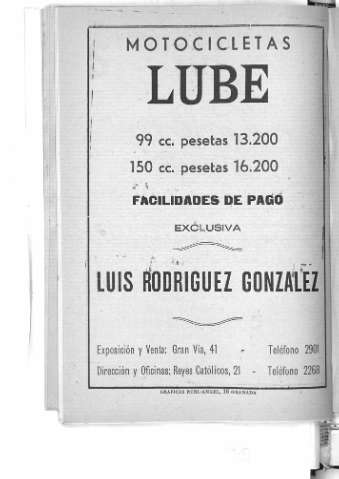 MOTOCICLETAS
LUBE
99 cc. pesetas 13.200
150 cc. pesetas 16.200
FACILIDADES DE PAGO
EXCLUSIVA
LUIS RODRIGUEZ GONZALEZ
Exposición y Venta: Gran Vía, 41 - Teléfono 2901
Dirección y Oficinas: Reyes Católicos, 21 - Teléfono 2268
GRAFICAS GRANADA